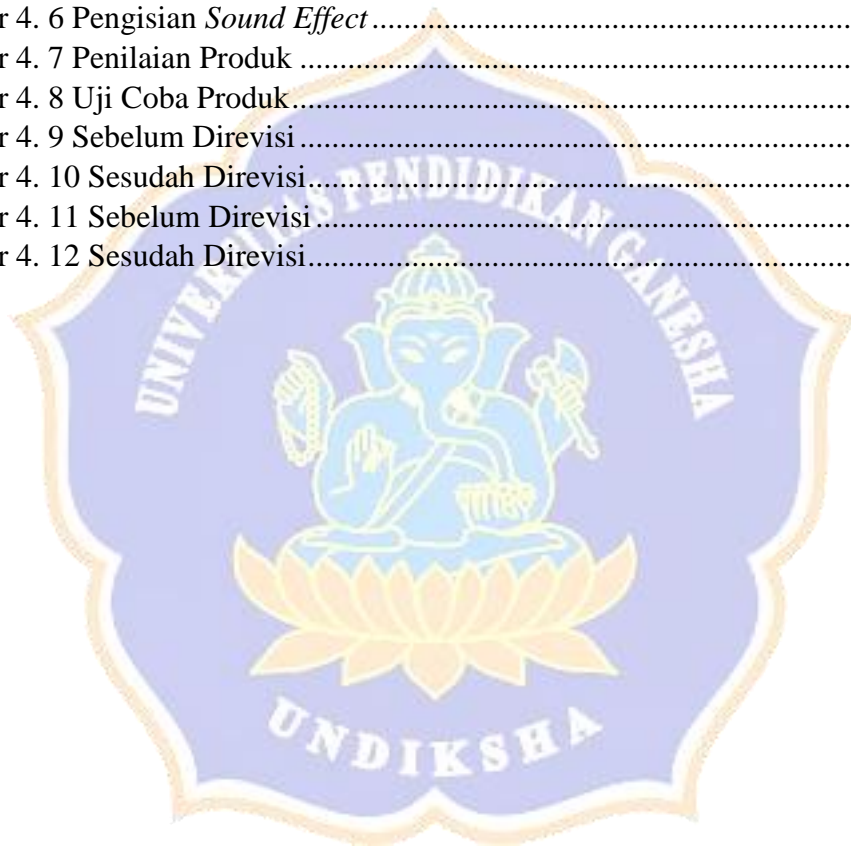 r 4. 6 Pengisian Sound Effect ..........................................................................
r 4. 7 Penilaian Produk ..................................................................................
r 4. 8 Uji Coba Produk...................................................................................
r 4. 9 Sebelum Direvisi ..................................................................................
r 4. 10 Sesudah Direvisi.................................................................................
r 4. 11 Sebelum Direvisi ................................................................................
r 4. 12 Sesudah Direvisi.................................................................................
UNIVERSITAS PENDIDIKAN GANESHA
UNDIKSHA